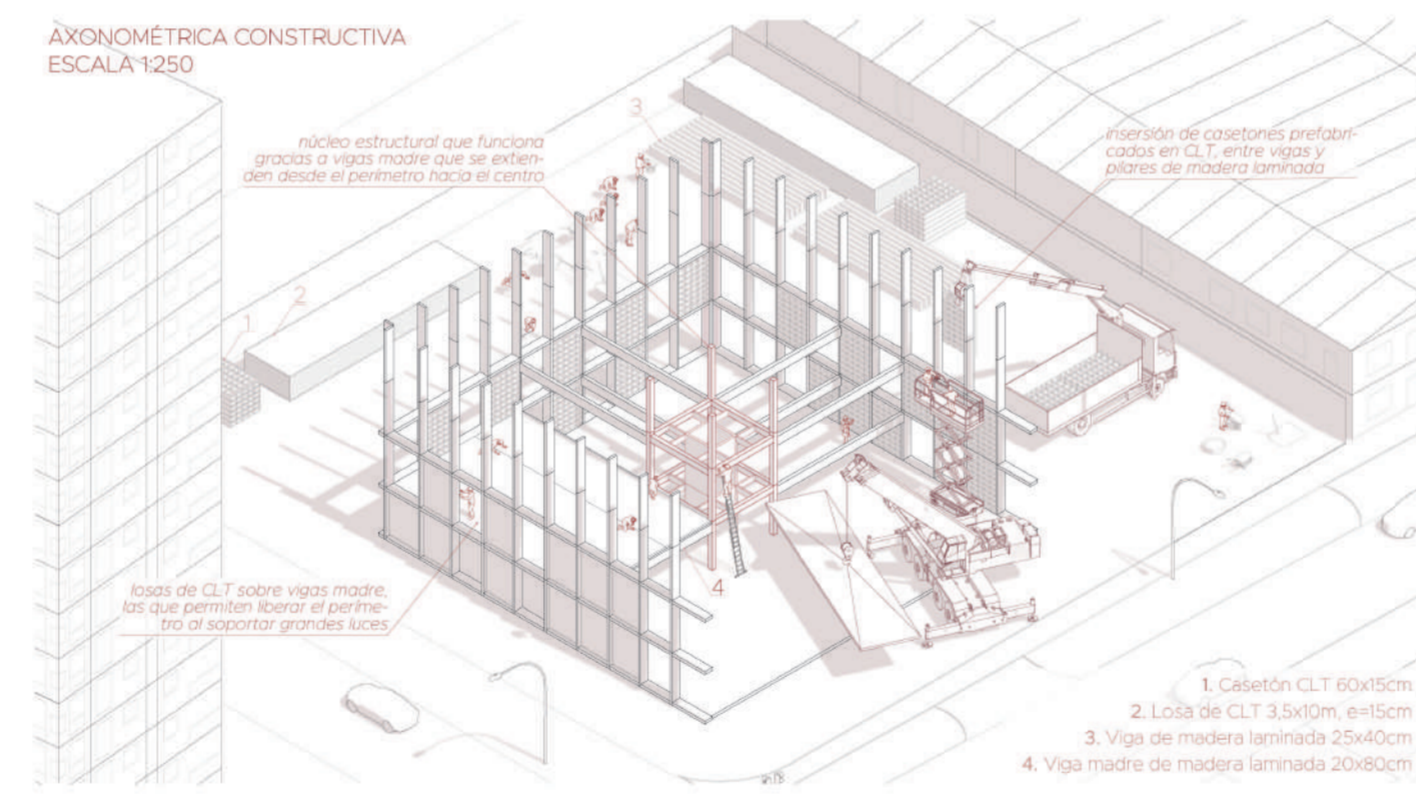 AXONOMÉTRICA CONSTRUCTIVA
ESCALA 1:250
núcleo estructural que funciona
gracias a vigas madre que se extien-
den desde el perímetro hacia el centro
insersión de casetones prefabri-
cados en CLT, entre vigas y
pilares de madera laminada
3
2
1
4
losas de CLT sobre vigas madre,
las que permiten liberar el períme-
tro al soportar grandes luces
1. Casetón CLT 60x15cm
2. Losa de CLT 3,5x10m, e=15cm
3. Viga de madera laminada 25x40cm
4. Viga madre de madera laminada 20x80cm